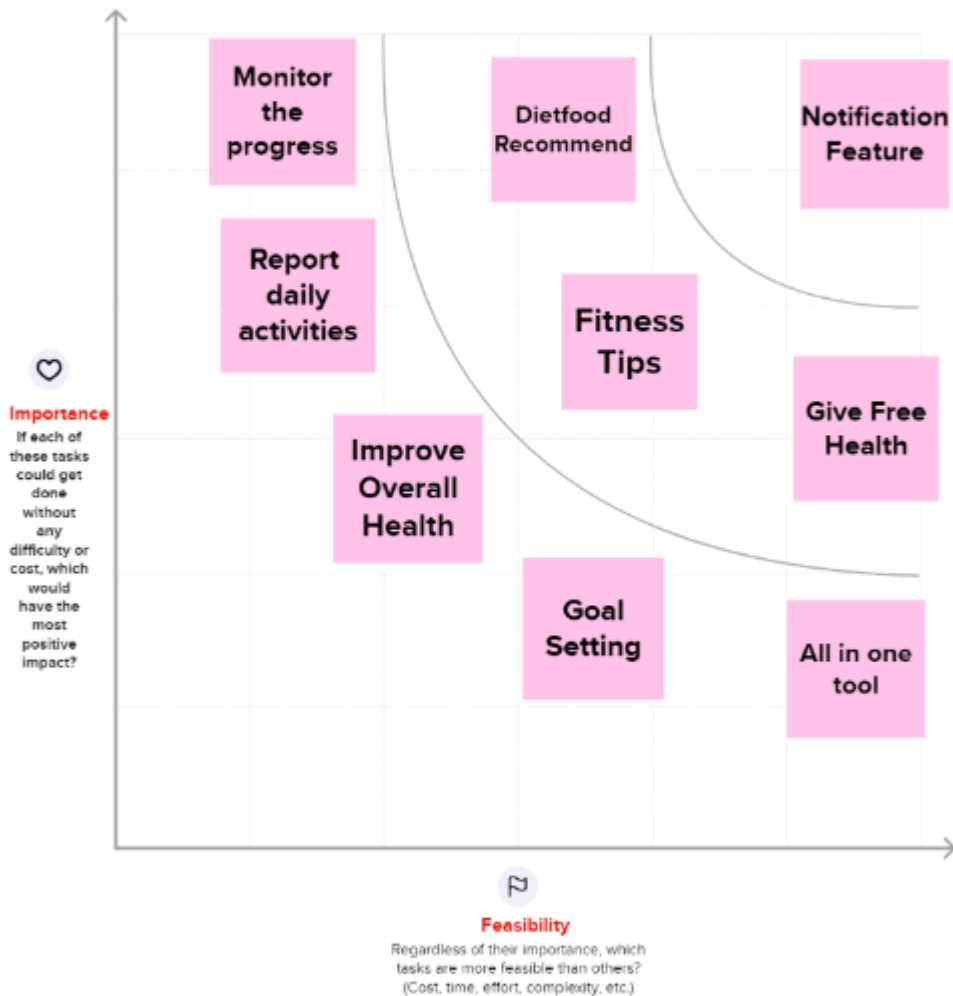 Monitor
the
progress
Dietfood
Recommend
Notification
Feature
Report
daily
activities
Fitness
Tips
Give Free
Health
Improve
Overall
Health
Goal
Setting
All in one
tool
Importance
If each of
these tasks
could get
done
without
any
difficulty or
cost, which
would
have the
most
positive
impact?
Feasibility
Regardless of their importance, which
tasks are more feasible than others?
(Cost, time, effort, complexity, etc.)